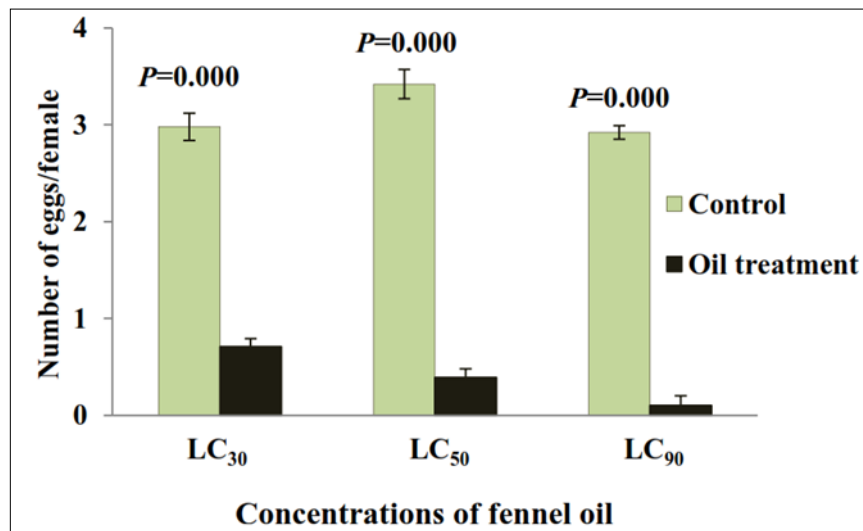 4
P=0.000
P=0.000
P=0.000
3
2
1
0
Number of eggs/female
Control
Oil treatment
LC30
LC50
LC90
Concentrations of fennel oil